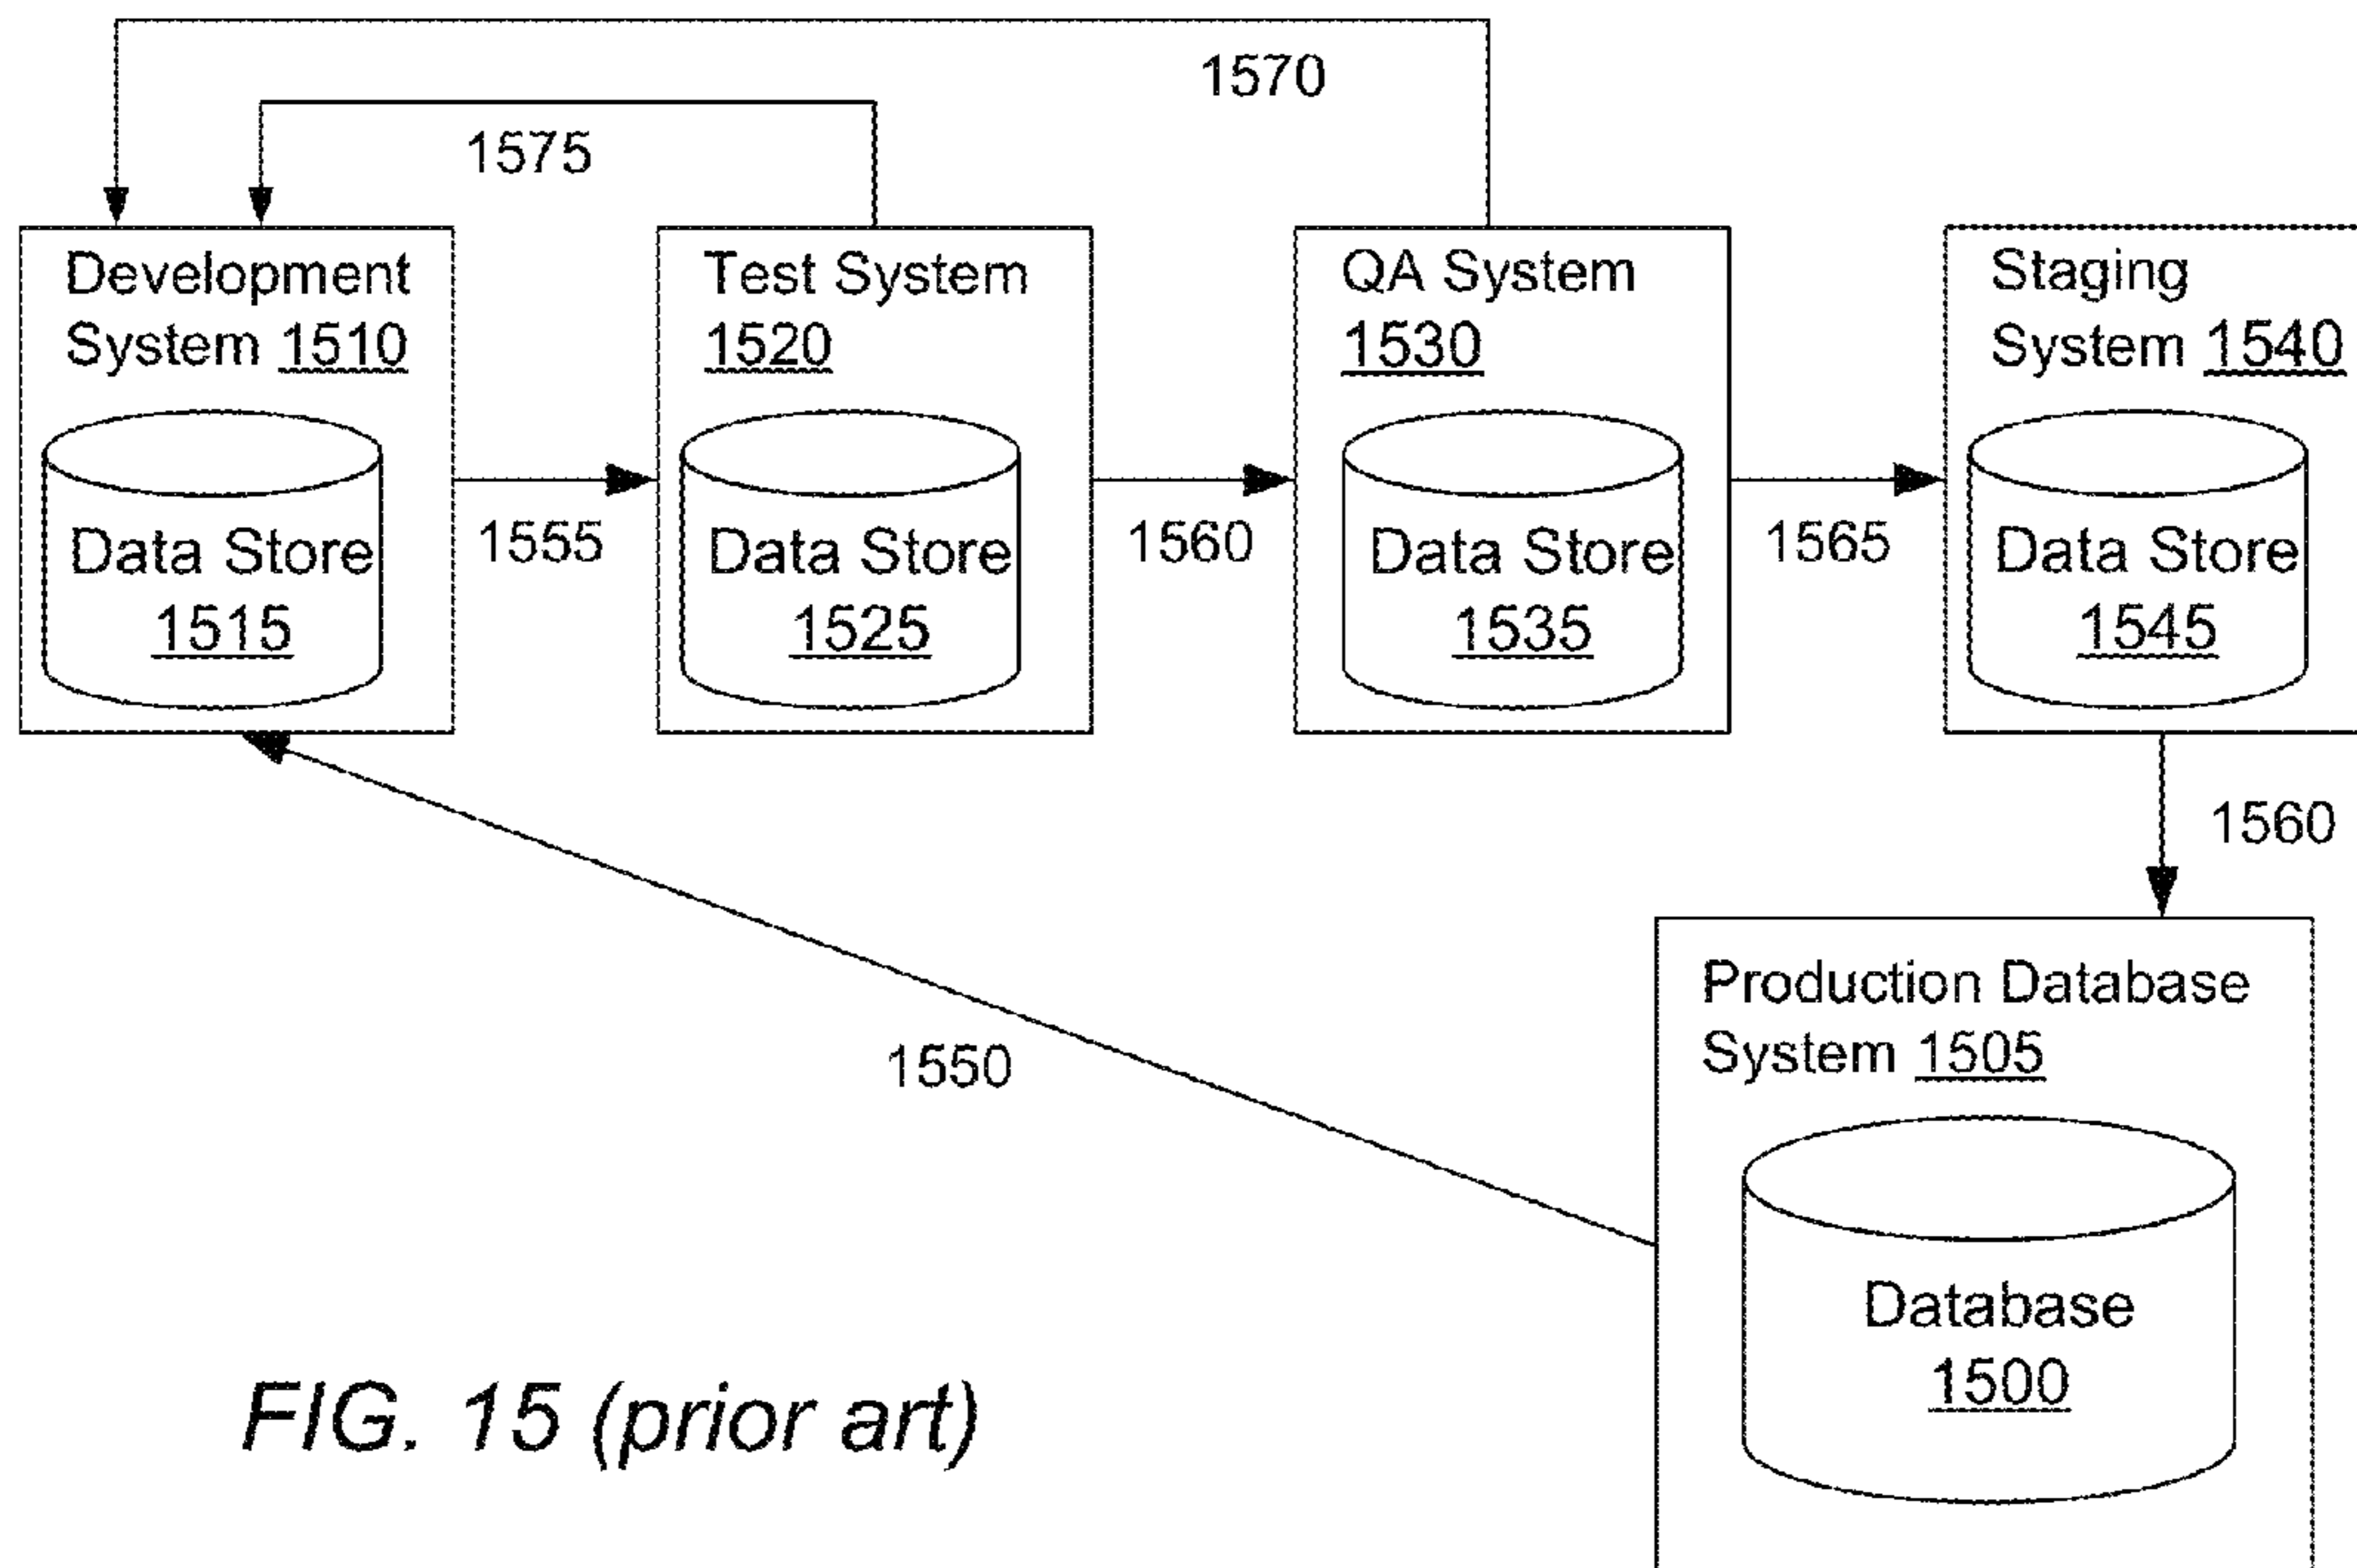 1570
1575
Development
System 1510
Data Store
1515
1555
Test System
1520
Data Store
1525
1560
QA System
1530
Data Store
1535
1565
Staging
System 1540
Data Store
1545
1560
1550
Production Database
System 1505
Database
1500
FIG. 15 (prior art)